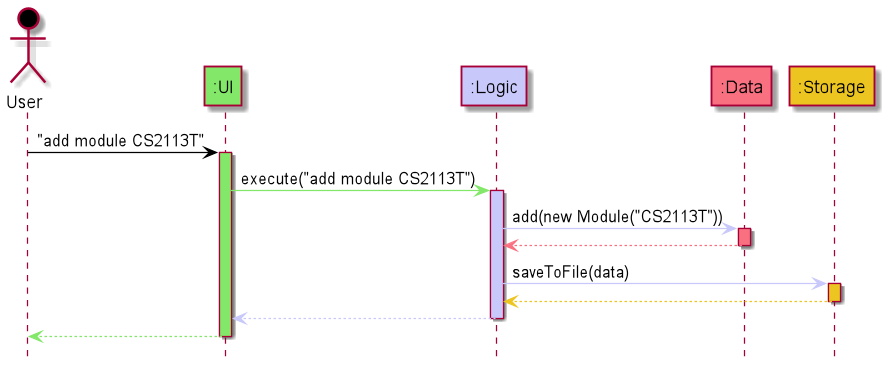 User
:UI
:Logic
:Data
:Storage
"add module CS2113T"
execute("add module CS2113T")
add(new Module("CS2113T"))
saveToFile(data)